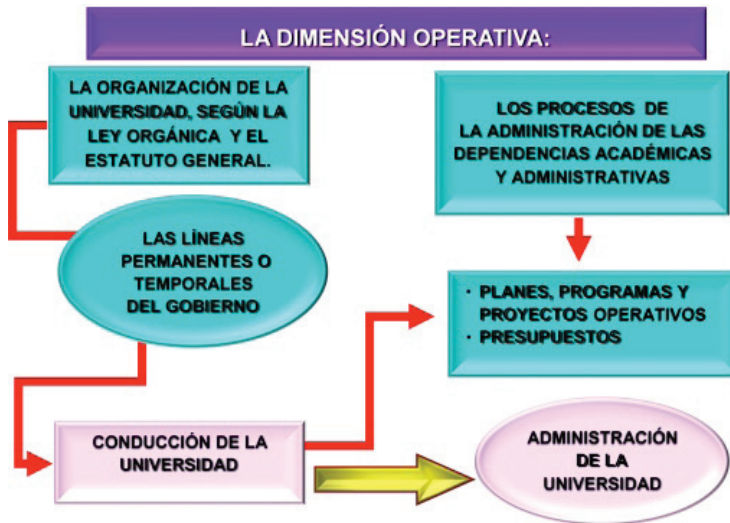 LA DIMENSIÓN OPERATIVA:
LA ORGANIZACIÓN DE LA
UNIVERSIDAD, SEGÚN LA
LEY ORGÁNICA Y EL
ESTATUTO GENERAL.
LOS PROCESOS DE
LA ADMINISTRACIÓN DE LAS
DEPENDENCIAS ACADÉMICAS
Y ADMINISTRATIVAS
LAS LÍNEAS
PERMANENTES O
TEMPORALES
DEL GOBIERNO
· PLANES, PROGRAMAS Y
PROYECTOS OPERATIVOS
· PRESUPUESTOS
CONDUCCIÓN DE LA
UNIVERSIDAD
ADMINISTRACIÓN
DE LA
UNIVERSIDAD